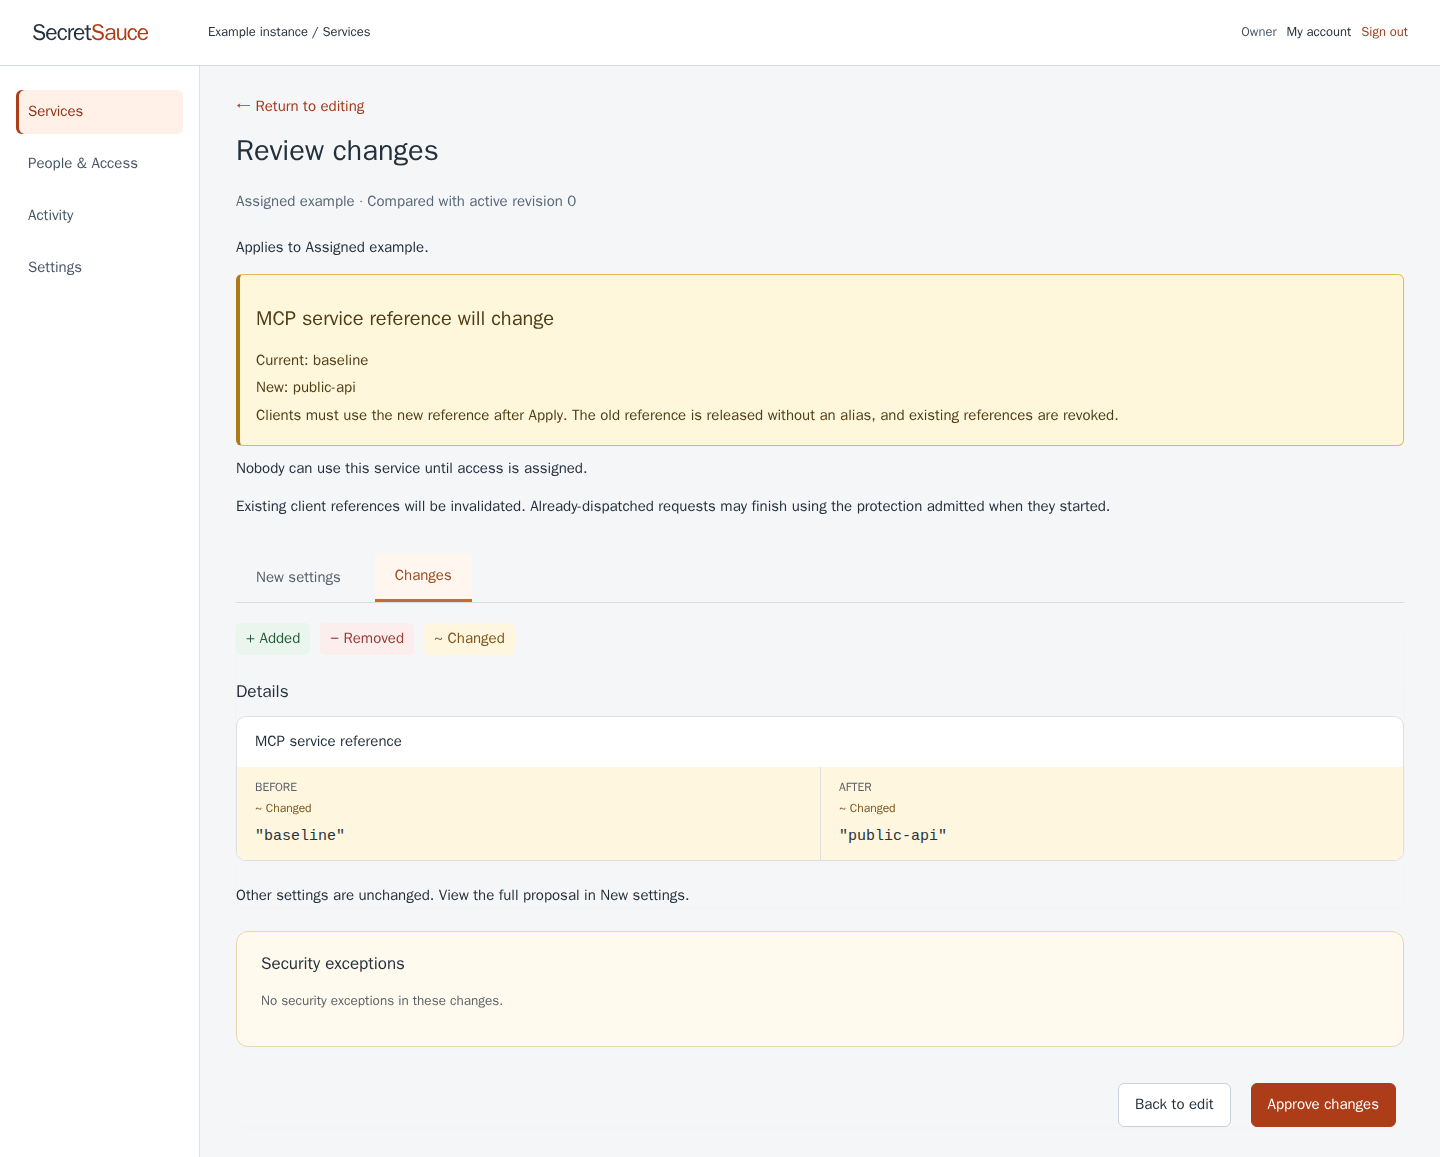 SecretSauce
Example instance / Services
Owner My account Sign out
Services
People & Access
Activity
Settings
← Return to editing
Review changes
Assigned example · Compared with active revision 0
Applies to Assigned example.
MCP service reference will change
Current: baseline
New: public-api
Clients must use the new reference after Apply. The old reference is released without an alias, and existing references are revoked.
Nobody can use this service until access is assigned.
Existing client references will be invalidated. Already-dispatched requests may finish using the protection admitted when they started.
New settings
Changes
+ Added
− Removed
~ Changed
Details
MCP service reference
BEFORE
~ Changed
"baseline"
AFTER
~ Changed
"public-api"
Other settings are unchanged. View the full proposal in New settings.
Security exceptions
No security exceptions in these changes.
Back to edit
Approve changes